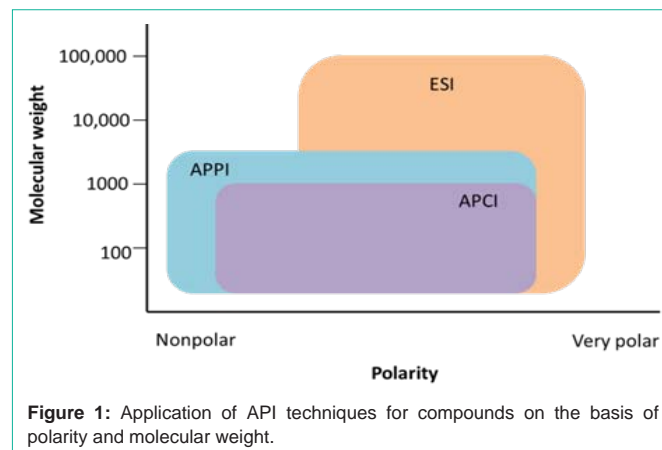 100,000
ESI
10,000
Molecular weight
APPI
1000
APCI
100
Nonpolar
Very polar
Polarity
Figure 1: Application of API techniques for compounds on the basis of
polarity and molecular weight.